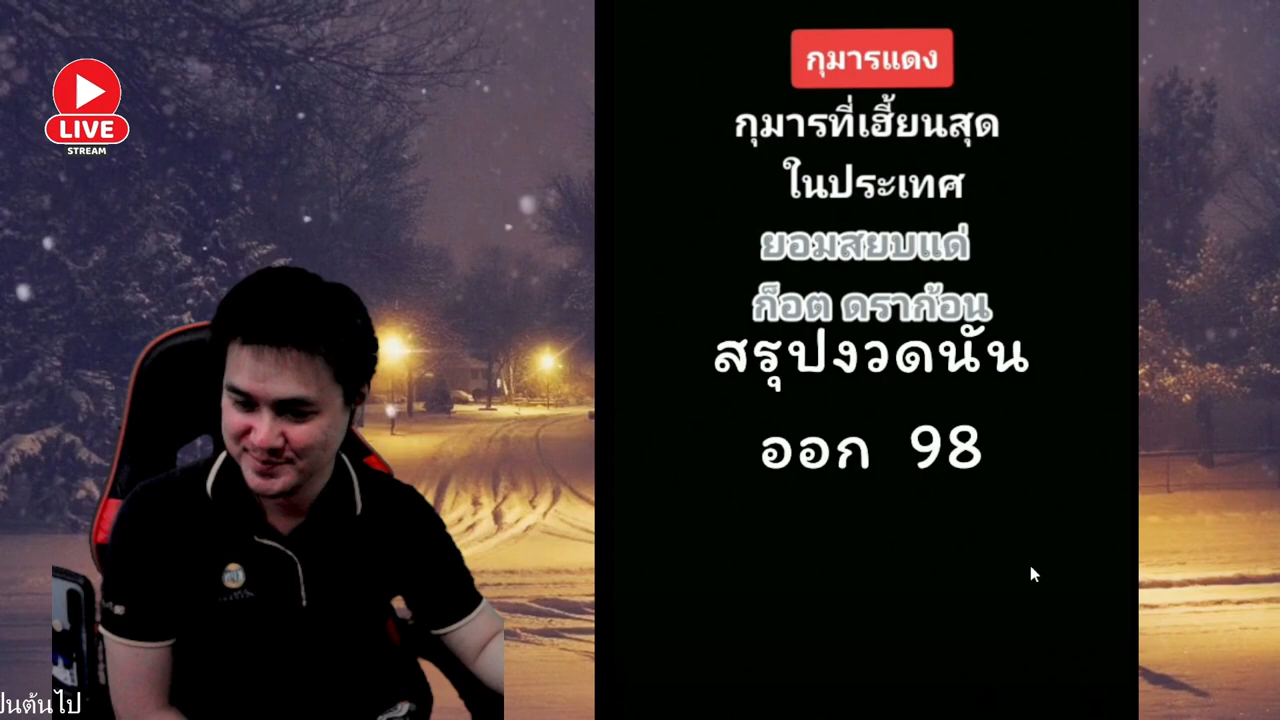 LIVE
STREAM
กุมารแดง
กุมารที่เฮี้ยนสุด
ในประเทศ
ยอมสยบแด่
ก็อต ดราก้อน
สรุปงวดนั้น
ออก 98
ป็นต้นไป